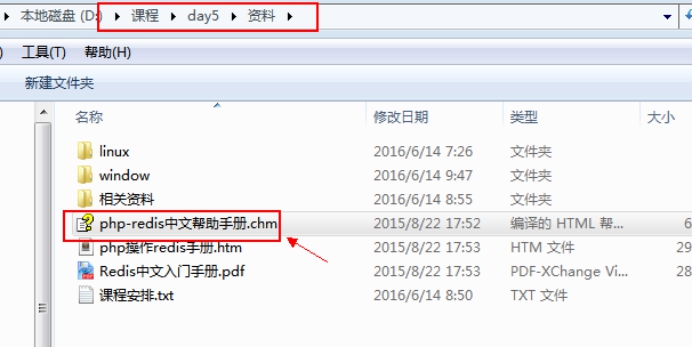 本地磁盘 (D:) 课程 day5 资料
) 工具(T) 帮助(H)
新建文件夹
名称 修改日期 类型 大小
linux 2016/6/14 7:26 文件夹
window 2016/6/14 9:47 文件夹
相关资料 2016/6/14 8:55 文件夹
php-redis中文帮助手册.chm 2015/8/22 17:52 编译的 HTML 帮... 6
php操作redis手册.htm 2015/8/22 17:53 HTM 文件 29
Redis中文入门手册.pdf 2015/8/22 17:53 PDF-XChange Vi... 28
课程安排.txt 2016/6/14 8:50 TXT 文件